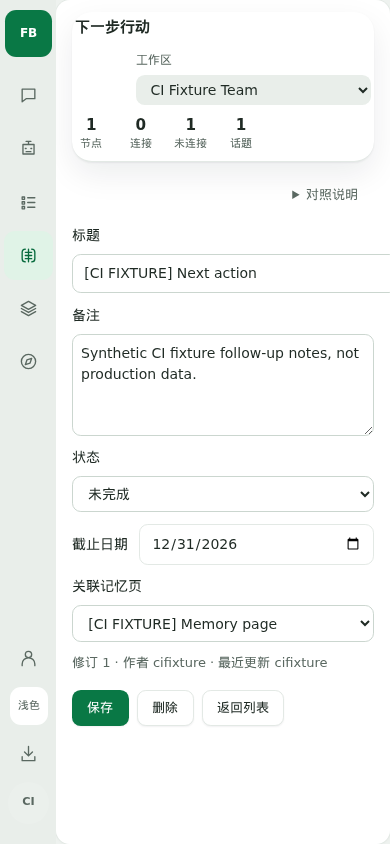 FB
下一步行动
工作区
CI Fixture Team
1 0 1 1
节点 连接 未连接 话题
▶ 对照说明
标题
[CI FIXTURE] Next action
备注
Synthetic CI fixture follow-up notes, not
production data.
状态
未完成
截止日期 12/31/2026
关联记忆页
[CI FIXTURE] Memory page
修订 1 · 作者 cifixture · 最近更新 cifixture
保存 删除 返回列表
浅色
CI